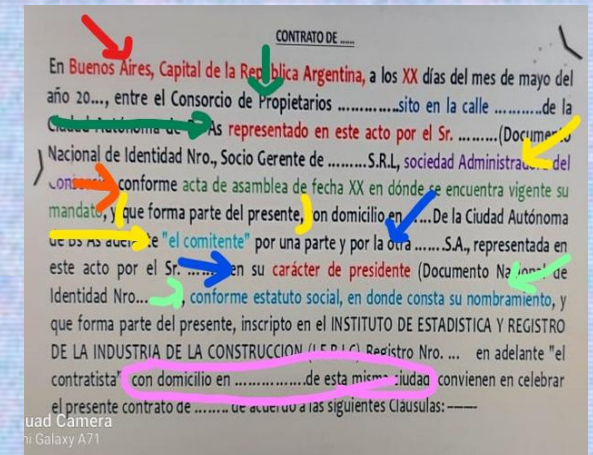 CONTRATO DE ......
En Buenos Aires, Capital de la República Argentina, a los XX días del mes de mayo del
año 20..., entre el Consorcio de Propietarios ..............sito en la calle ..........de la
Ciudad Autónoma de As representado en este acto por el Sr. .........(Documento
Nacional de Identidad Nro., Socio Gerente de .........S.R.L, sociedad Administradora del
Consorcio conforme acta de asamblea de fecha XX en dónde se encuentra vigente su
mandato, y que forma parte del presente, con domicilio en .....De la Ciudad Autónoma
de Bs As adelante "el comitente" por una parte y por la otra .......S.A., representada en
este acto por el Sr. ....... en su carácter de presidente (Documento Nacional de
Identidad Nro.... , conforme estatuto social, en donde consta su nombramiento, y
que forma parte del presente, inscripto en el INSTITUTO DE ESTADISTICA Y REGISTRO
DE LA INDUSTRIA DE LA CONSTRUCCION (I.E.R.I.C) Registro Nro. ... en adelante "el
contratista" con domicilio en ................de esta misma ciudad convienen en celebrar
el presente contrato de ........ de acuerdo a las siguientes Cláusulas: ——
uad Camera
ni Galaxy A71